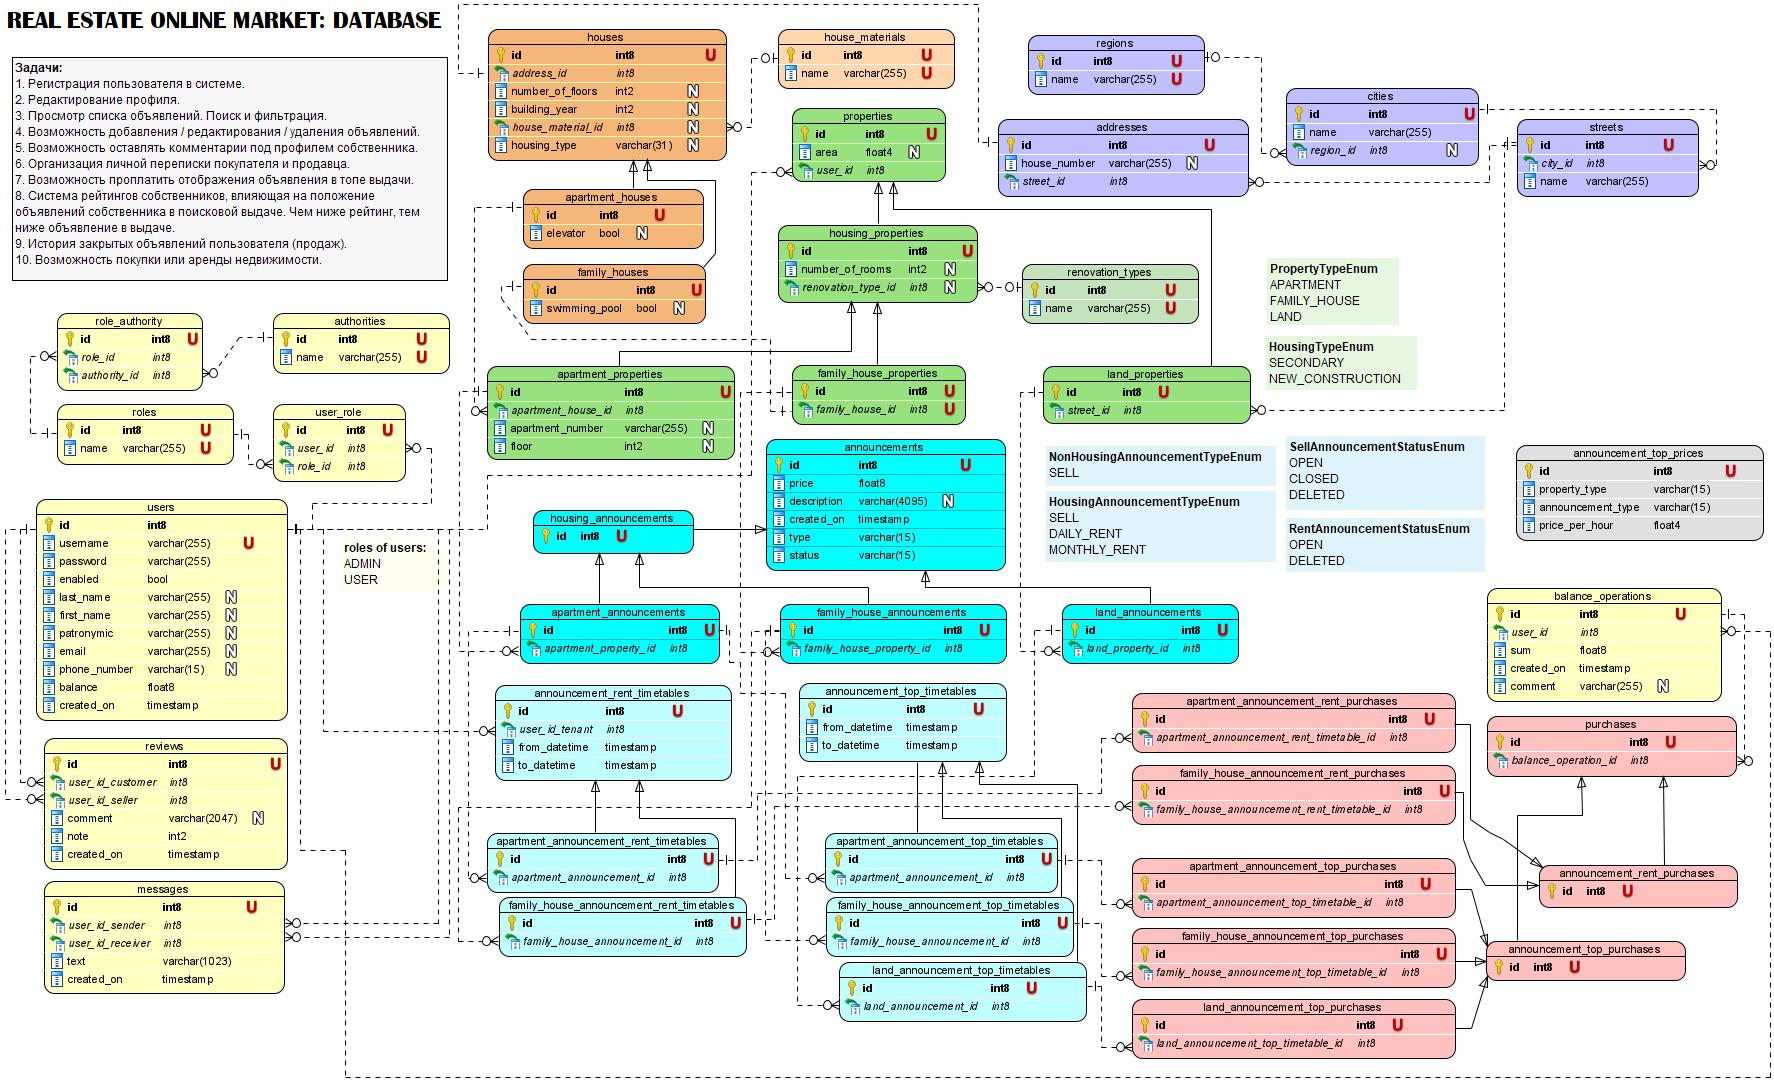 REAL ESTATE ONLINE MARKET: DATABASE
Задачи:
1. Регистрация пользователя в системе.
2. Редактирование профиля.
3. Просмотр списка объявлений. Поиск и фильтрация.
4. Возможность добавления / редактирования / удаления объявлений.
5. Возможность оставлять комментарии под профилем собственника.
6. Организация личной переписки покупателя и продавца.
7. Возможность проплатить отображения объявления в топе выдачи.
8. Система рейтингов собственников, влияющая на положение
объявлений собственника в поисковой выдаче. Чем ниже рейтинг, тем
ниже объявление в выдаче.
9. История закрытых объявлений пользователя (продаж).
10. Возможность покупки или аренды недвижимости.
houses
id int8 U
address_id int8
number_of_floors int2 N
building_year int2 N
house_material_id int8 N
housing_type varchar(31) N
house_materials
id int8 U
name varchar(255) U
regions
id int8 U
name varchar(255) U
cities
id int8 U
name varchar(255)
region_id int8 N
streets
id int8 U
city_id int8
name varchar(255)
addresses
id int8 U
house_number varchar(255) N
street_id int8
properties
id int8 U
area float4 N
user_id int8
apartment_houses
id int8 U
elevator bool N
family_houses
id int8 U
swimming_pool bool N
housing_properties
id int8 U
number_of_rooms int2 N
renovation_type_id int8 N
renovation_types
id int8 U
name varchar(255) U
PropertyTypeEnum
APARTMENT
FAMILY_HOUSE
LAND
HousingTypeEnum
SECONDARY
NEW_CONSTRUCTION
role_authority
id int8 U
role_id int8
authority_id int8
authorities
id int8 U
name varchar(255) U
roles
id int8 U
name varchar(255) U
user_role
id int8 U
user_id int8
role_id int8
apartment_properties
id int8 U
apartment_house_id int8
apartment_number varchar(255) N
floor int2 N
family_house_properties
id int8 U
family_house_id int8 U
land_properties
id int8 U
street_id int8
announcements
id int8 U
price float8
description varchar(4095) N
created_on timestamp
type varchar(15)
status varchar(15)
NonHousingAnnouncementTypeEnum
SELL
HousingAnnouncementTypeEnum
SELL
DAILY_RENT
MONTHLY_RENT
SellAnnouncementStatusEnum
OPEN
CLOSED
DELETED
RentAnnouncementStatusEnum
OPEN
DELETED
announcement_top_prices
id int8 U
property_type varchar(15)
announcement_type varchar(15)
price_per_hour float4
users
id int8
username varchar(255) U
password varchar(255)
enabled bool
last_name varchar(255) N
first_name varchar(255) N
patronymic varchar(255) N
email varchar(255) N
phone_number varchar(15) N
balance float8
created_on timestamp
roles of users:
ADMIN
USER
housing_announcements
id int8 U
apartment_announcements
id int8 U
apartment_property_id int8
family_house_announcements
id int8 U
family_house_property_id int8
land_announcements
id int8 U
land_property_id int8
balance_operations
id int8 U
user_id int8
sum float8
created_on timestamp
comment varchar(255) N
announcement_rent_timetables
id int8 U
user_id_tenant int8
from_datetime timestamp
to_datetime timestamp
announcement_top_timetables
id int8 U
from_datetime timestamp
to_datetime timestamp
apartment_announcement_rent_purchases
id int8 U
apartment_announcement_rent_timetable_id int8
purchases
id int8 U
balance_operation_id int8
reviews
id int8 U
user_id_customer int8
user_id_seller int8
comment varchar(2047) N
note int2
created_on timestamp
family_house_announcement_rent_purchases
id int8 U
family_house_announcement_rent_timetable_id int8
apartment_announcement_rent_timetables
id int8 U
apartment_announcement_id int8
apartment_announcement_top_timetables
id int8 U
apartment_announcement_id int8
apartment_announcement_top_purchases
id int8 U
apartment_announcement_top_timetable_id int8
announcement_rent_purchases
id int8 U
messages
id int8 U
user_id_sender int8
user_id_receiver int8
text varchar(1023)
created_on timestamp
family_house_announcement_rent_timetables
id int8 U
family_house_announcement_id int8
family_house_announcement_top_timetables
id int8 U
family_house_announcement_id int8
family_house_announcement_top_purchases
id int8 U
family_house_announcement_top_timetable_id int8
announcement_top_purchases
id int8 U
land_announcement_top_timetables
id int8 U
land_announcement_id int8
land_announcement_top_purchases
id int8 U
land_announcement_top_timetable_id int8